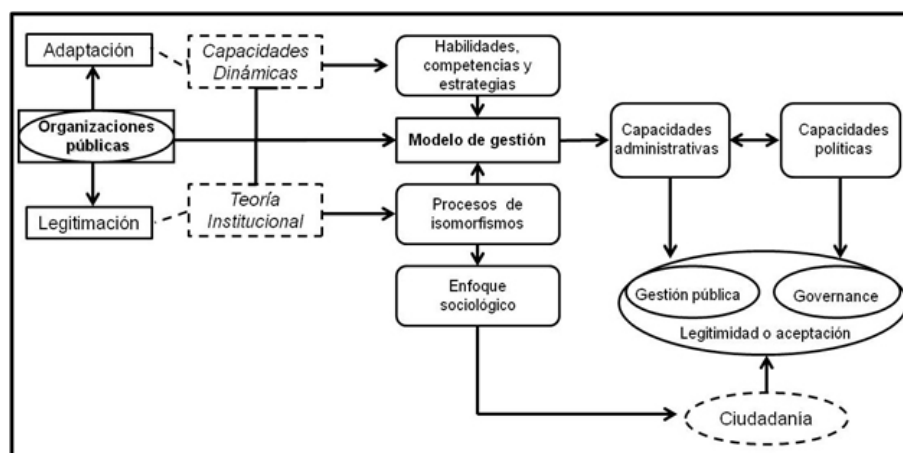 Adaptación
Capacidades
Dinámicas
Habilidades,
competencias y
estrategias
Organizaciones
públicas
Modelo de gestión
Capacidades
administrativas
Capacidades
políticas
Legitimación
Teoría
Institucional
Procesos de
isomorfismos
Enfoque
sociológico
Gestión pública
Governance
Legitimidad o aceptación
Ciudadanía